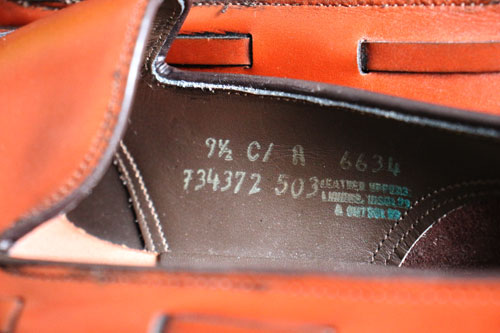 9½ C/ A 6634
734372 503
LEATHER UPPERS,
LININGS, INSOLES,
& OUTSOLES.